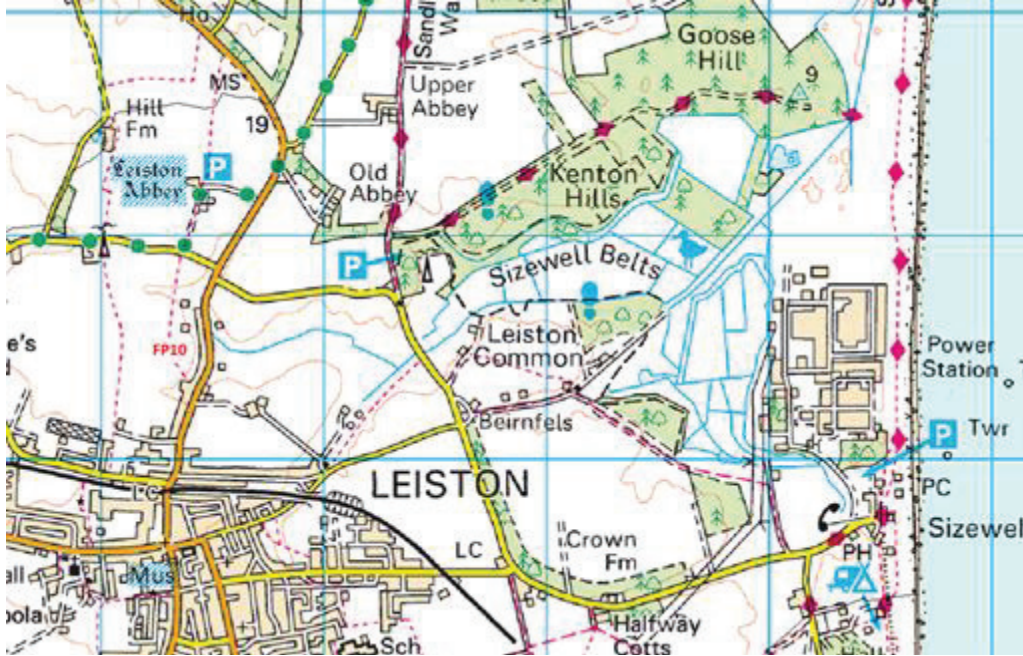 Ho
Goose
Hill
9
MS
Upper
Abbey
Hill
Fm
19
Leiston
Abbey
P
Old
Abbey
Kenton
Hills
P
Sizewell Belts
e's
FP10
Leiston
Common
Power
Station
P
Twr
Beirnfels
LEISTON
LC
PC
Sizewel
LC
Crown
Fm
PH
Mus
Halfway
Cotts
Sch